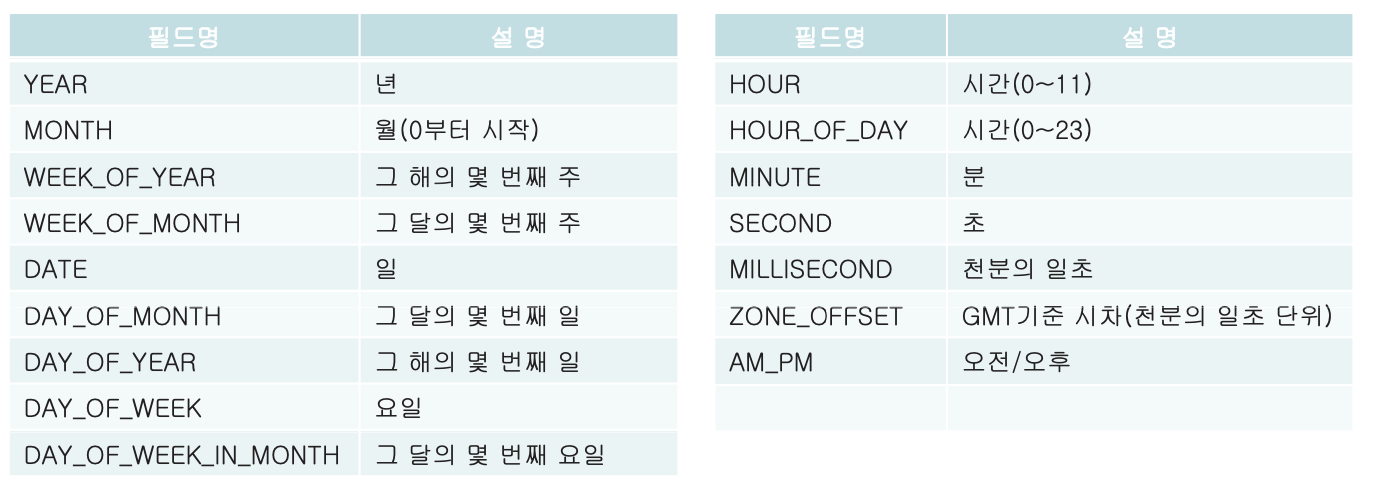 필드명 설 명
YEAR 년
MONTH 월(0부터 시작)
WEEK_OF_YEAR 그 해의 몇 번째 주
WEEK_OF_MONTH 그 달의 몇 번째 주
DATE 일
DAY_OF_MONTH 그 달의 몇 번째 일
DAY_OF_YEAR 그 해의 몇 번째 일
DAY_OF_WEEK 요일
DAY_OF_WEEK_IN_MONTH 그 달의 몇 번째 요일
필드명 설 명
HOUR 시간(0~11)
HOUR_OF_DAY 시간(0~23)
MINUTE 분
SECOND 초
MILLISECOND 천분의 일초
ZONE_OFFSET GMT기준 시차(천분의 일초 단위)
AM_PM 오전/오후